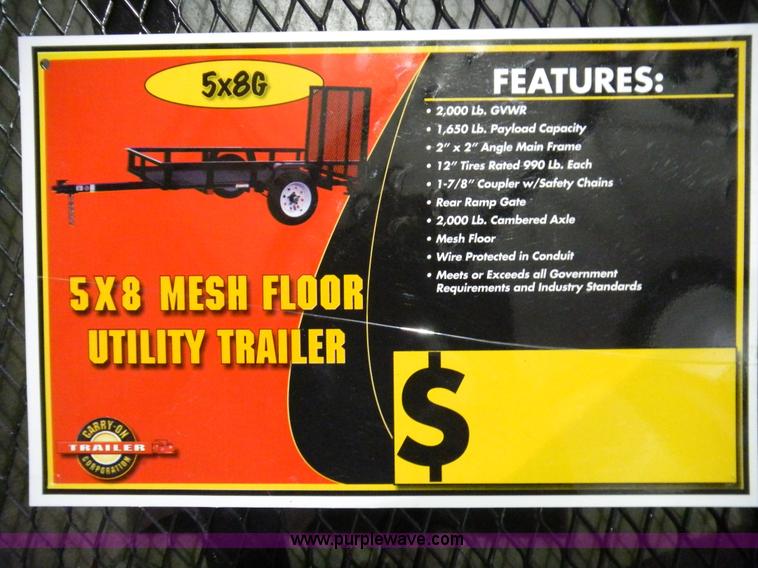 5x8G
5X8 MESH FLOOR
UTILITY TRAILER
CARRY-ON
TRAILER
CORPORATION
FEATURES:
• 2,000 Lb. GVWR
• 1,650 Lb. Payload Capacity
• 2” x 2” Angle Main Frame
• 12” Tires Rated 990 Lb. Each
• 1-7/8” Coupler w/Safety Chains
• Rear Ramp Gate
• 2,000 Lb. Cambered Axle
• Mesh Floor
• Wire Protected in Conduit
• Meets or Exceeds all Government
Requirements and Industry Standards
$
www.purplewave.com